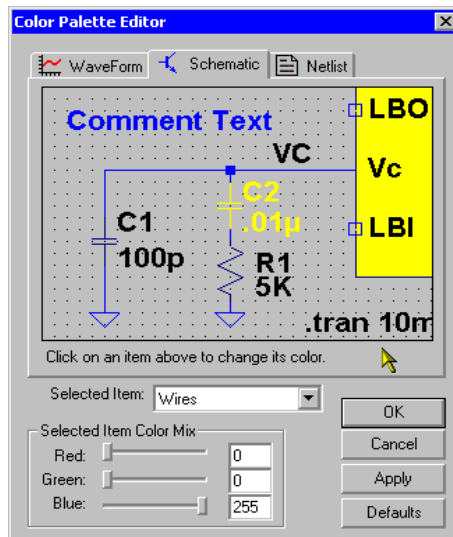 Color Palette Editor
WaveForm Schematic Netlist
Comment Text
LBO
VC
Vc
C2
.01µ
C1
100p
LBI
R1
5K
.tran 10m
Click on an item above to change its color.
Selected Item: Wires
OK
Selected Item Color Mix
Cancel
Red: 0
Green: 0
Apply
Blue: 255
Defaults